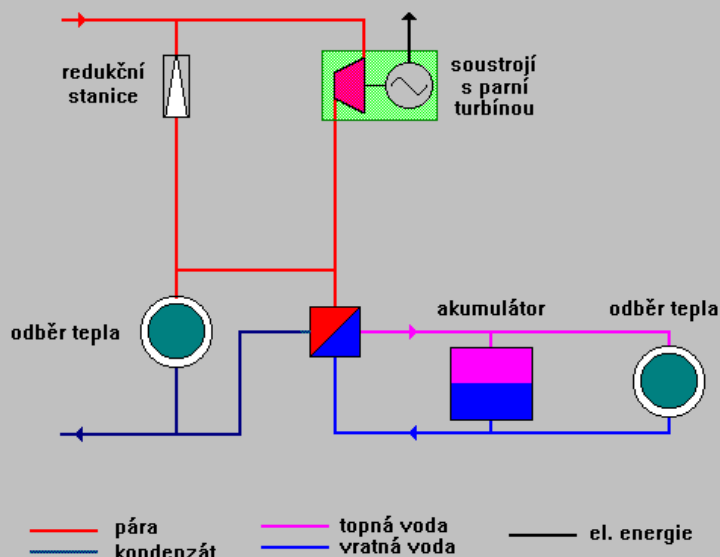 redukční
stanice
soustrojí
s parní
turbínou
odběr tepla
akumulátor
odběr tepla
pára
topná voda
el. energie
kondenzát
vratná voda